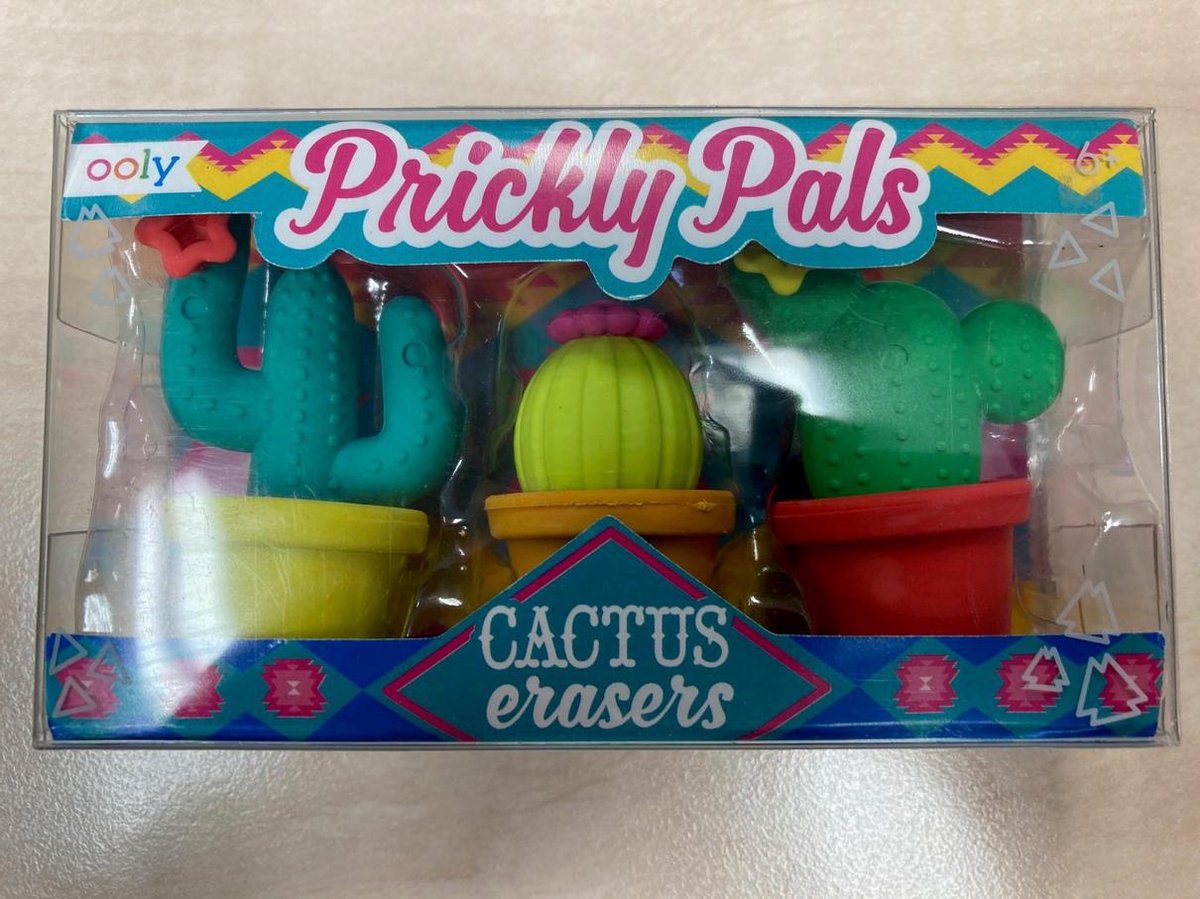 ooly
Prickly Pals
6+
CACTUS
erasers